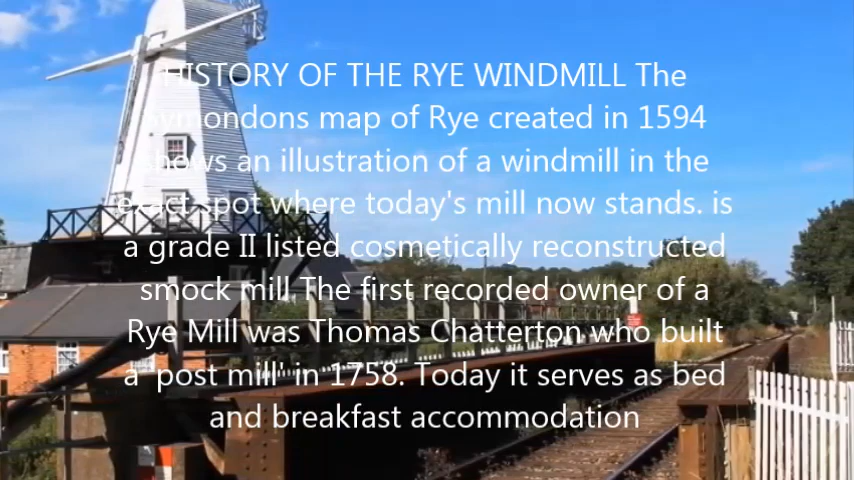 HISTORY OF THE RYE WINDMILL The
Symondons map of Rye created in 1594
shows an illustration of a windmill in the
exact spot where today's mill now stands. is
a grade II listed cosmetically reconstructed
smock mill The first recorded owner of a
Rye Mill was Thomas Chatterton who built
a 'post mill' in 1758. Today it serves as bed
and breakfast accommodation